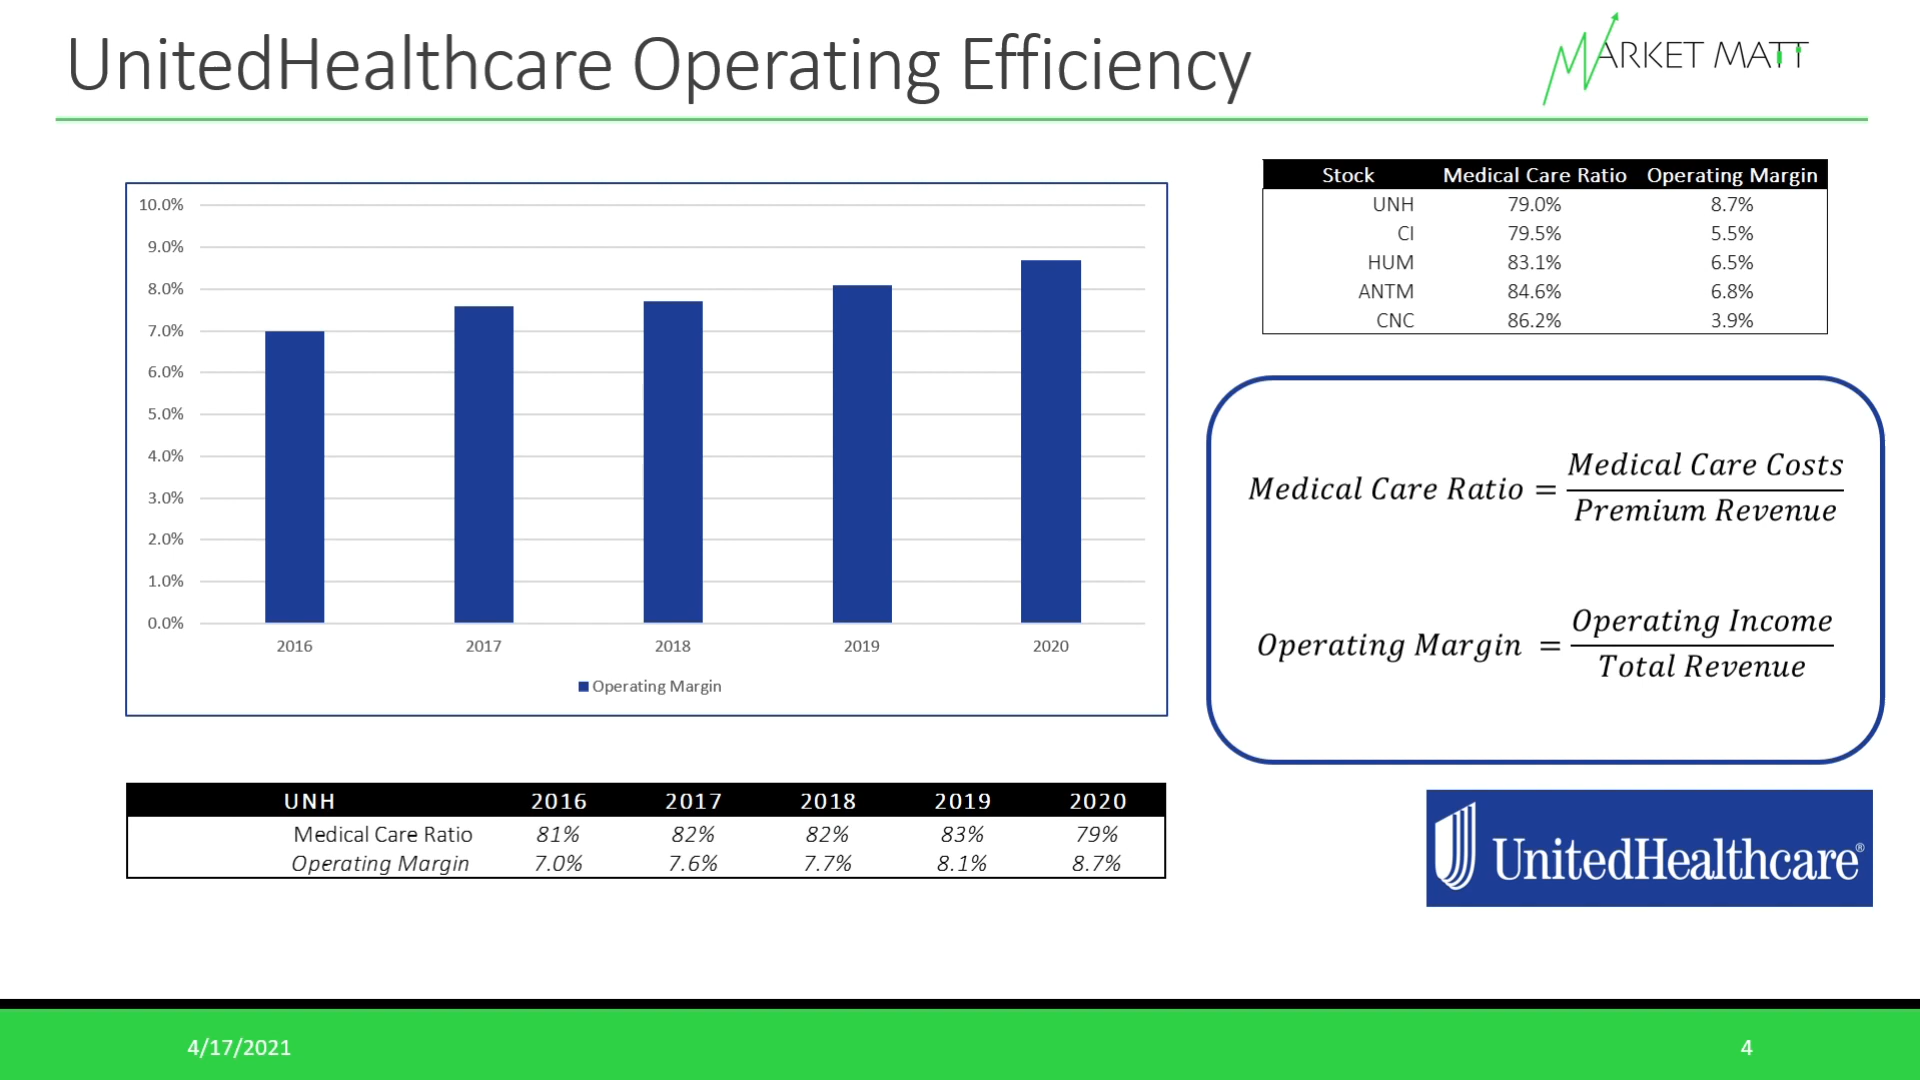 UnitedHealthcare Operating Efficiency
MARKET MATT
10.0%
9.0%
8.0%
7.0%
6.0%
5.0%
4.0%
3.0%
2.0%
1.0%
0.0%
2016 2017 2018 2019 2020
Operating Margin
Stock Medical Care Ratio Operating Margin
UNH 79.0% 8.7%
CI 79.5% 5.5%
HUM 83.1% 6.5%
ANTM 84.6% 6.8%
CNC 86.2% 3.9%
Medical Care Ratio = Medical Care Costs
Premium Revenue
Operating Margin = Operating Income
Total Revenue
UNH 2016 2017 2018 2019 2020
Medical Care Ratio 81% 82% 82% 83% 79%
Operating Margin 7.0% 7.6% 7.7% 8.1% 8.7%
UnitedHealthcare®
4/17/2021
4